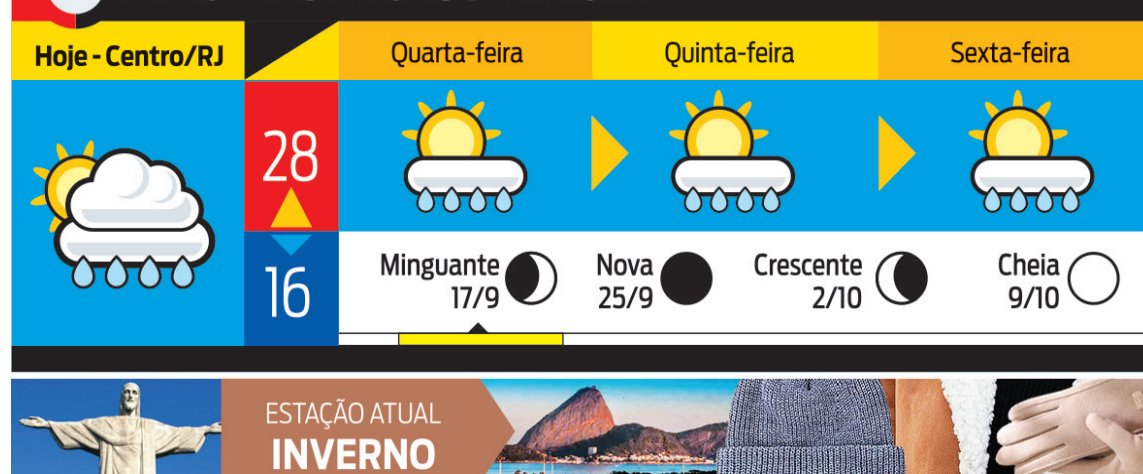 Hoje - Centro/RJ
Quarta-feira
Quinta-feira
Sexta-feira
28
16
Minguante
17/9
Nova
25/9
Crescente
2/10
Cheia
9/10
ESTAÇÃO ATUAL
INVERNO